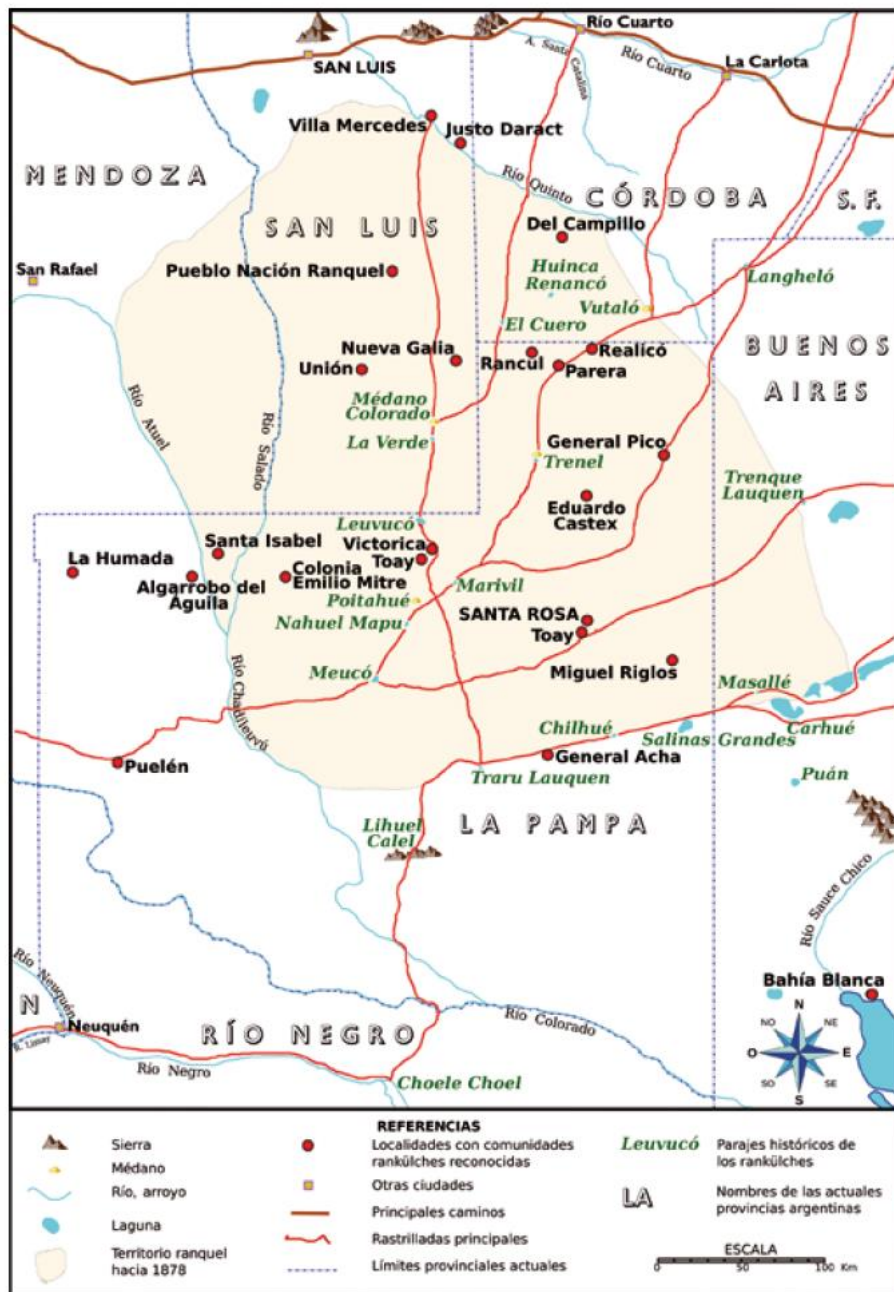 Río Cuarto
A. Santa Catalina
Río Cuarto
La Carlota
SAN LUIS
Villa Mercedes
Justo Daract
Río Quinto
MENDOZA
CÓRDOBA
S. F.
SAN LUIS
Del Campillo
San Rafael
Pueblo Nación Ranquel
Huinca
Renancó
Langheló
Vutaló
El Cuero
BUENOS
AIRES
Nueva Galia
Rancul
Realicó
Parera
Unión
Río Atuel
Río Salado
Médano
Colorado
La Verde
General Pico
Trenel
Trenque
Lauquen
Eduardo
Castex
Leuvucó
Santa Isabel
Victorica
Toay
La Humada
Algarrobo del
Águila
Colonia
Emilio Mitre
Marivil
Poitahué
Nahuel Mapu
SANTA ROSA
Toay
Río Chadileuvú
Meucó
Miguel Riglos
Masallé
Chilhué
Salinas Grandes
Carhué
Puelén
General Acha
Traru Lauquen
Puán
Lihuel
Calel
LA PAMPA
Río Sauce Chico
Río Neuquén
Bahía Blanca
N
Neuquén
R. Limay
RÍO NEGRO
Río Colorado
Río Negro
Choele Choel
N
NO
NE
O
E
SO
SE
S
REFERENCIAS
Sierra
Médano
Río, arroyo
Laguna
Territorio ranquel
hacia 1878
Localidades con comunidades
rankülches reconocidas
Otras ciudades
Principales caminos
Rastrilladas principales
Límites provinciales actuales
Leuvucó
Parajes históricos de
los rankülches
LA
Nombres de las actuales
provincias argentinas
ESCALA
0 50 100 Km